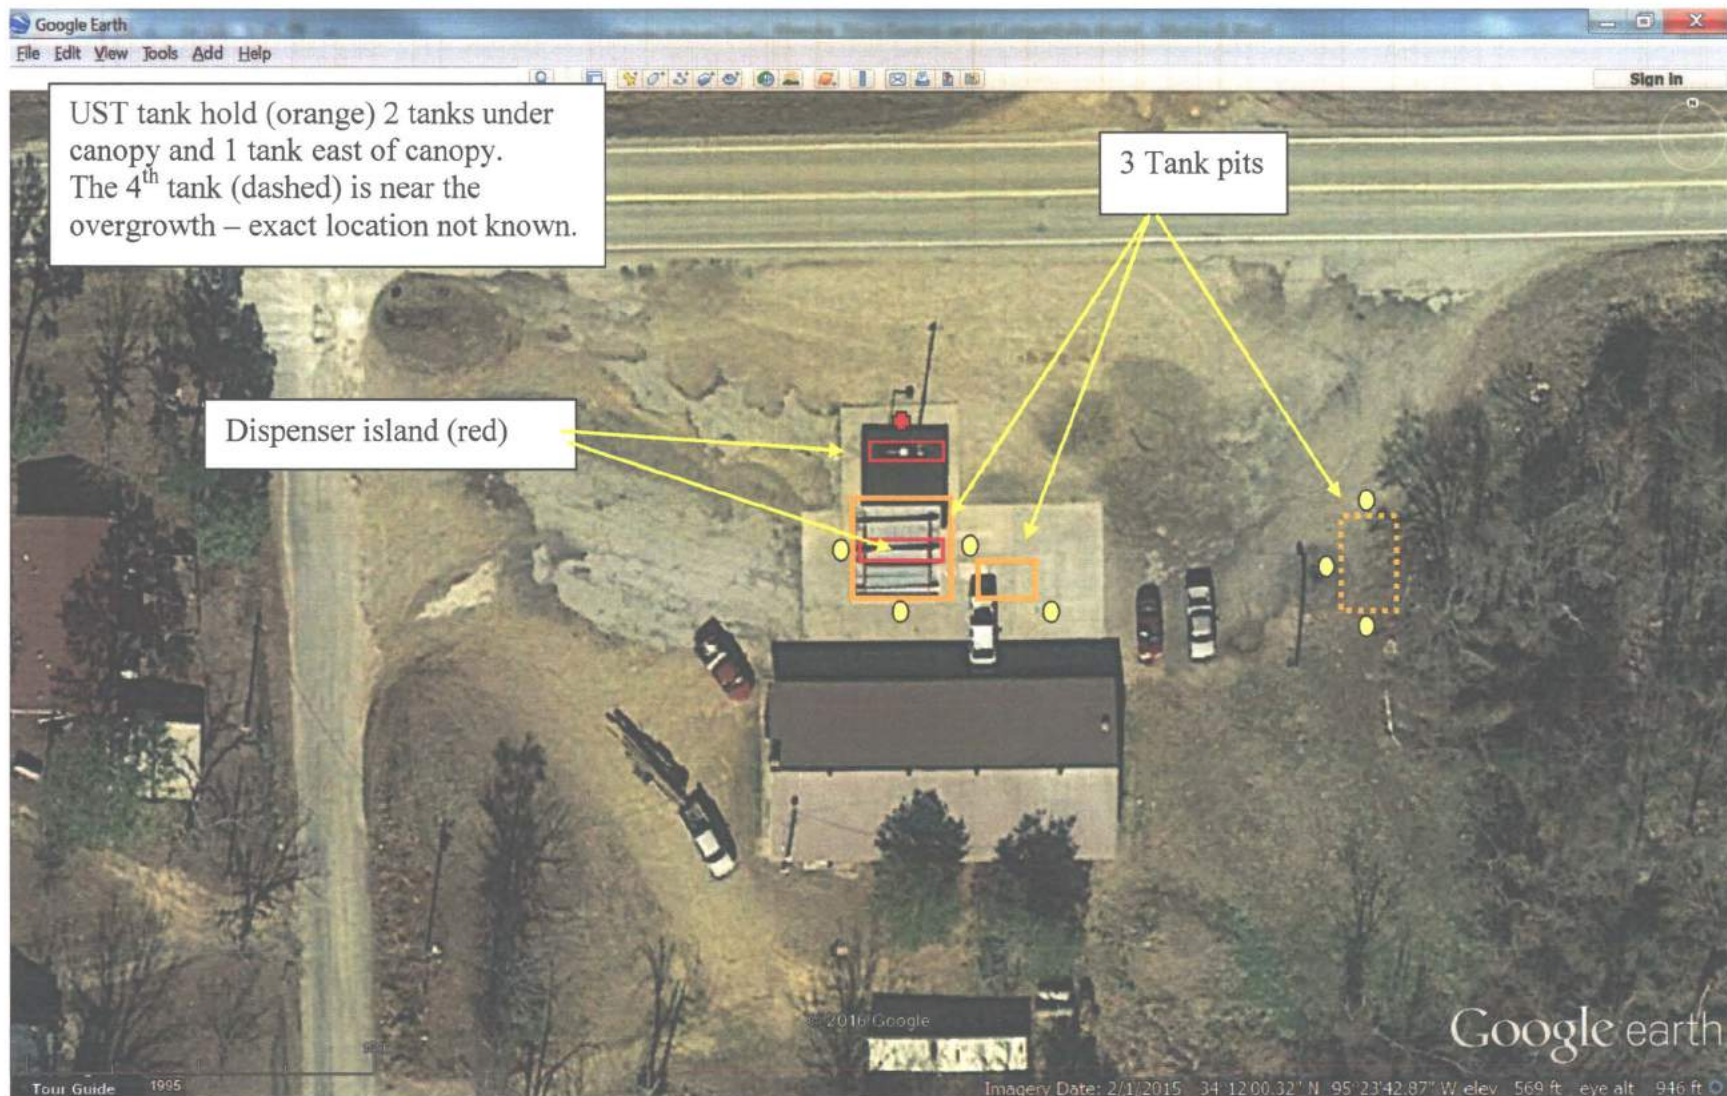 Google Earth
File Edit View Tools Add Help
Sign in
N
UST tank hold (orange) 2 tanks under
canopy and 1 tank east of canopy.
The 4th tank (dashed) is near the
overgrowth – exact location not known.
3 Tank pits
Dispenser island (red)
© 2016 Google
Google earth
Tour Guide
1995
Imagery Date: 2/1/2015 34°12'00.32" N 95°23'42.87" W elev 569 ft eye alt 946 ft